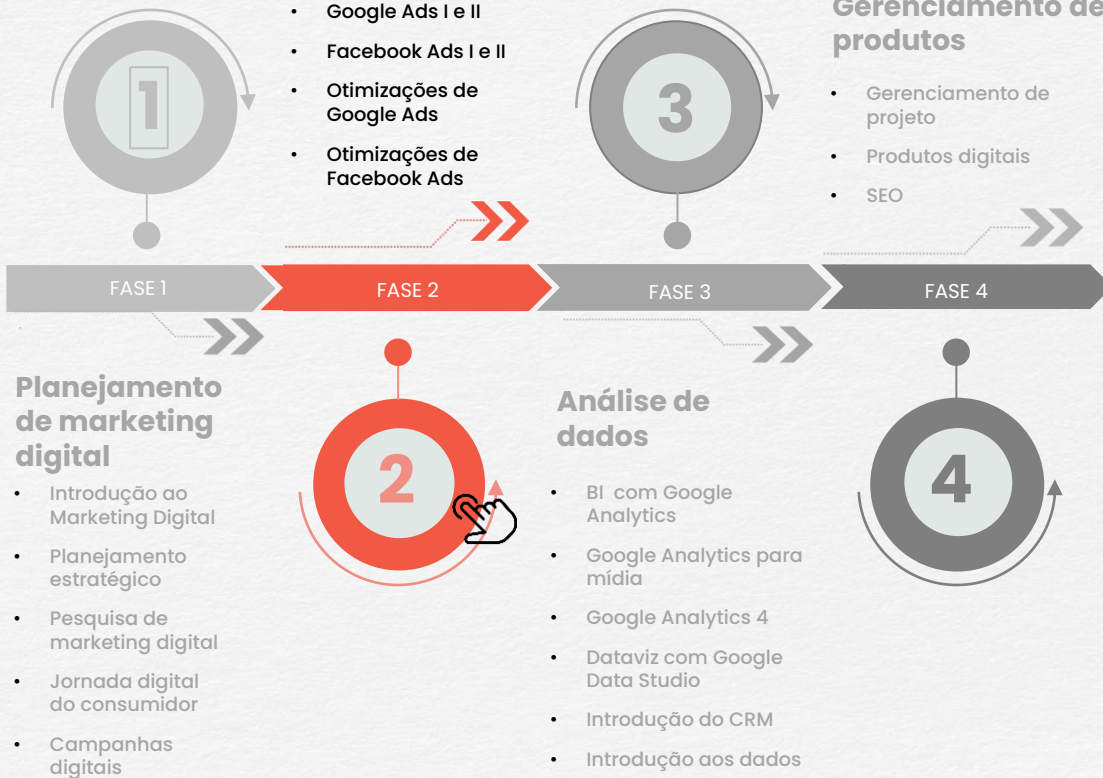 1
• Google Ads I e II
• Facebook Ads I e II
• Otimizações de
Google Ads
• Otimizações de
Facebook Ads
3
Gerenciamento de
produtos
• Gerenciamento de
projeto
• Produtos digitais
• SEO
FASE 1
FASE 2
FASE 3
FASE 4
Planejamento
de marketing
digital
• Introdução ao
Marketing Digital
• Planejamento
estratégico
• Pesquisa de
marketing digital
• Jornada digital
do consumidor
• Campanhas
digitais
2
Análise de
dados
• BI com Google
Analytics
• Google Analytics para
mídia
• Google Analytics 4
• Dataviz com Google
Data Studio
• Introdução do CRM
• Introdução aos dados
4